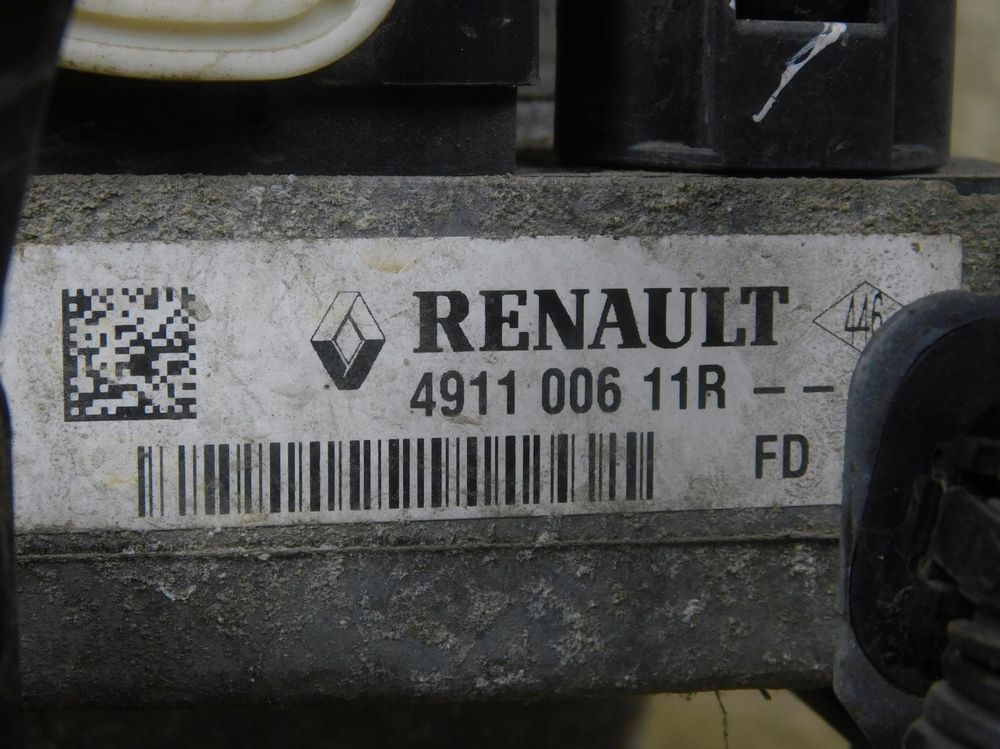 RENAULT 446
4911 006 11R – –
FD